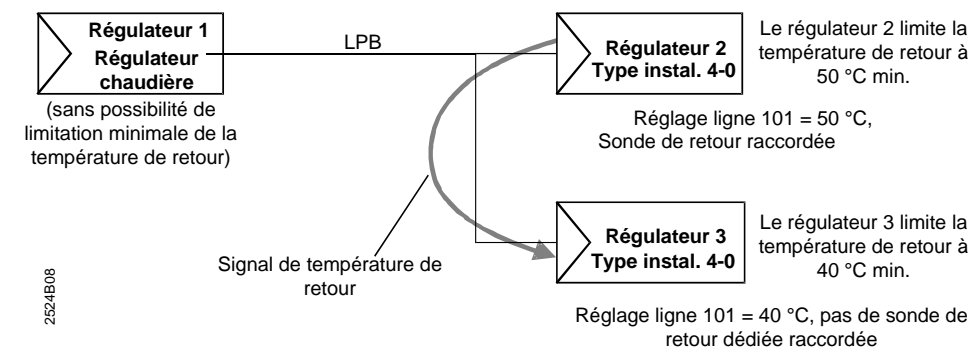 Régulateur 1
Régulateur
chaudière
(sans possibilité de
limitation minimale de la
température de retour)
LPB
Régulateur 2
Type instal. 4-0
Le régulateur 2 limite la
température de retour à
50 °C min.
Réglage ligne 101 = 50 °C,
Sonde de retour raccordée
Signal de température de
retour
Régulateur 3
Type instal. 4-0
Le régulateur 3 limite la
température de retour à
40 °C min.
Réglage ligne 101 = 40 °C, pas de sonde de
retour dédiée raccordée
2524B08